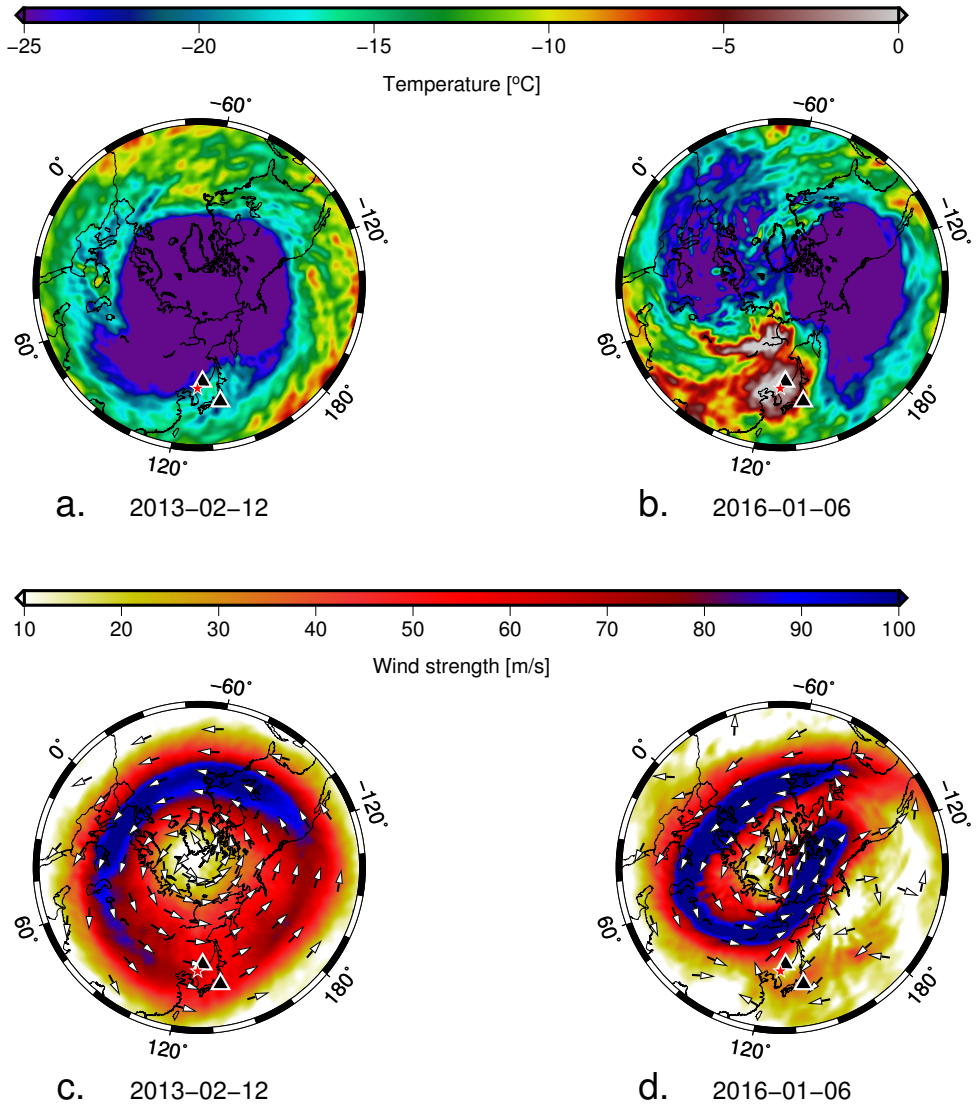 −25 −20 −15 −10 −5 0
Temperature [ºC]
−60˚ −60˚
0˚ −120˚ 0˚ −120˚
60˚ 180˚ 60˚ 180˚
120˚ 120˚
a. 2013−02−12 b. 2016−01−06
10 20 30 40 50 60 70 80 90 100
Wind strength [m/s]
−60˚ −60˚
0˚ −120˚ 0˚ −120˚
60˚ 180˚ 60˚ 180˚
120˚ 120˚
c. 2013−02−12 d. 2016−01−06